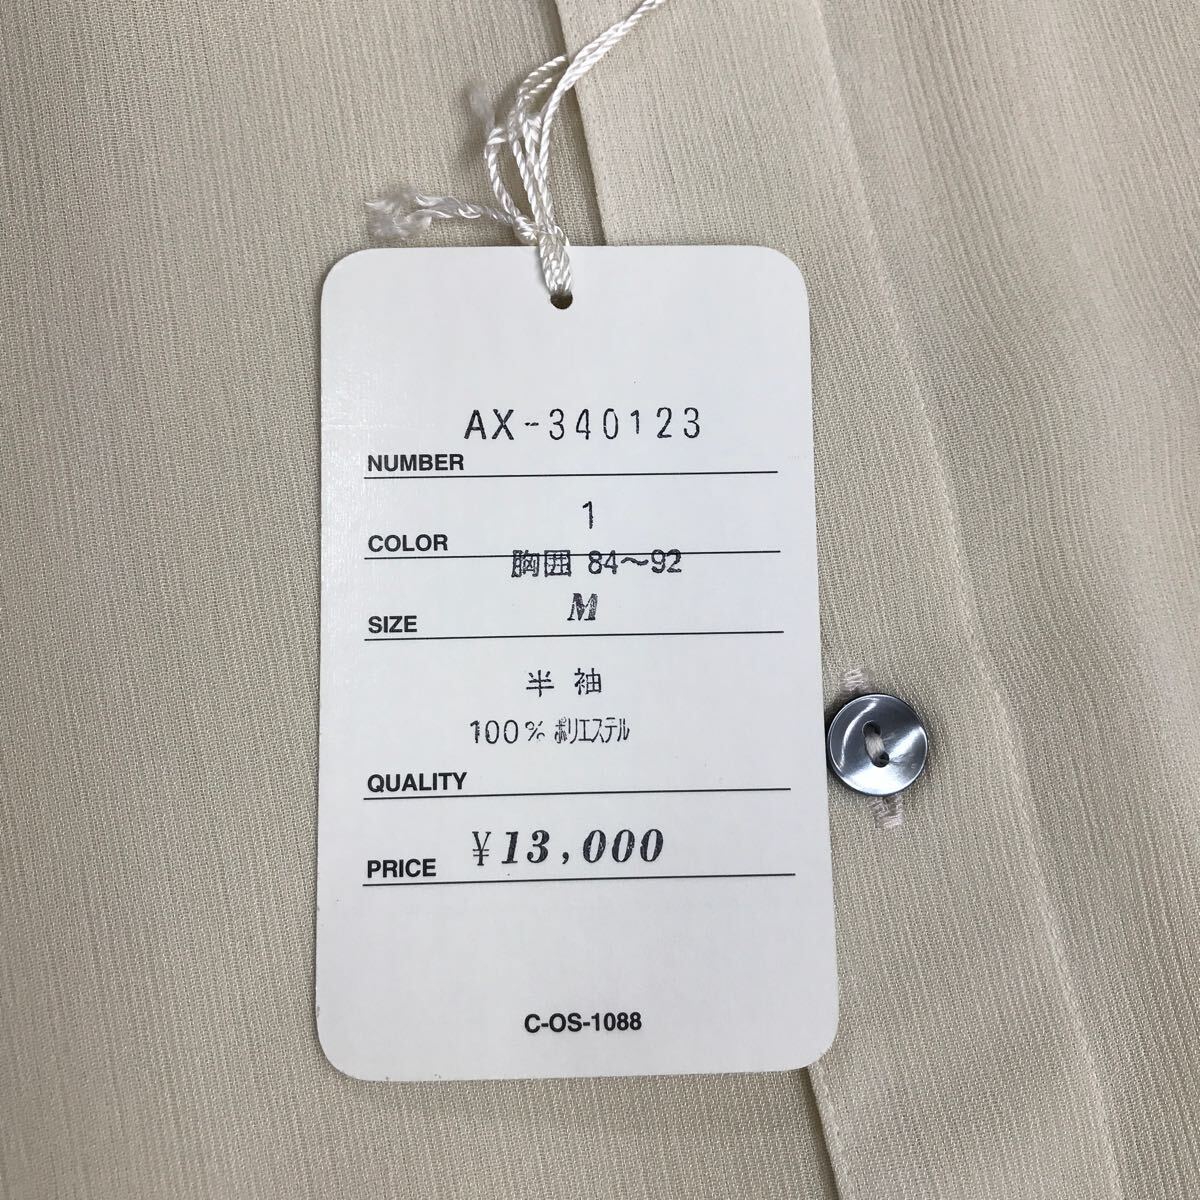 AX-340123
NUMBER
1
COLOR
胸囲 84〜92
M
SIZE
半袖
100% ポリエステル
QUALITY
¥13,000
PRICE
C-OS-1088